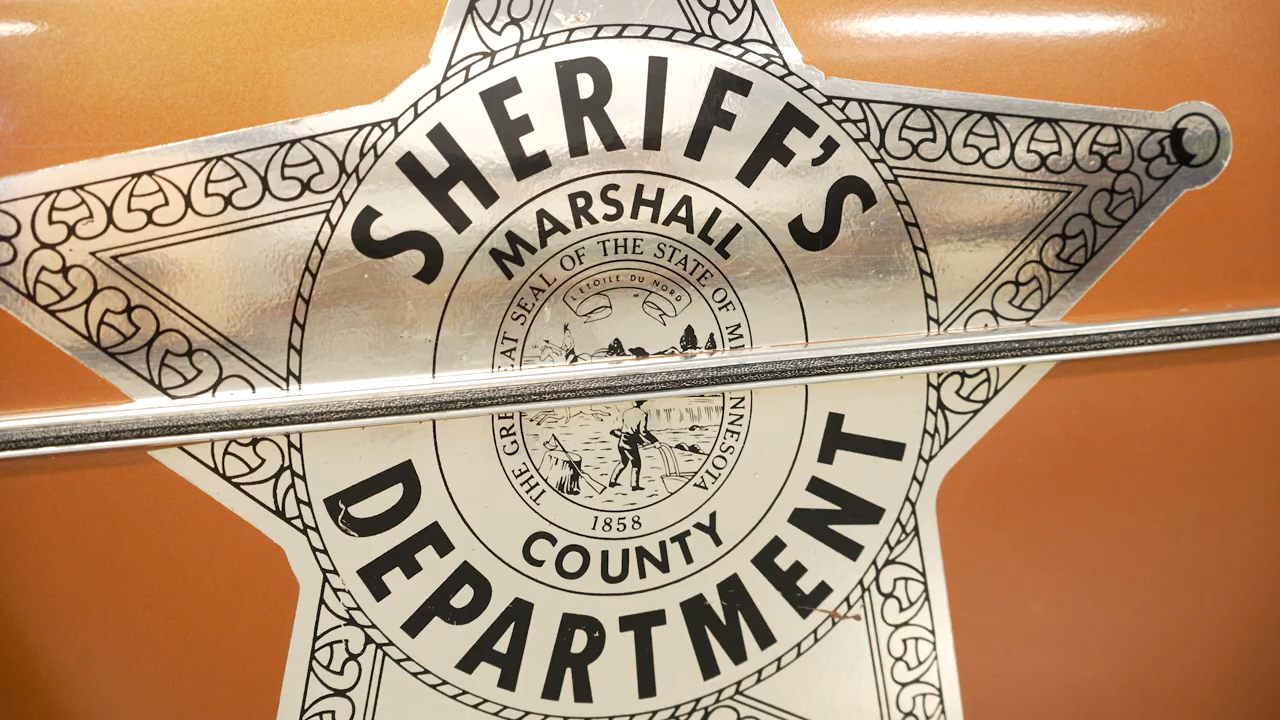 SHERIFF'S
MARSHALL
THE GREAT SEAL OF THE STATE OF MINNESOTA
L'ETOILE DU NORD
1858
COUNTY
DEPARTMENT